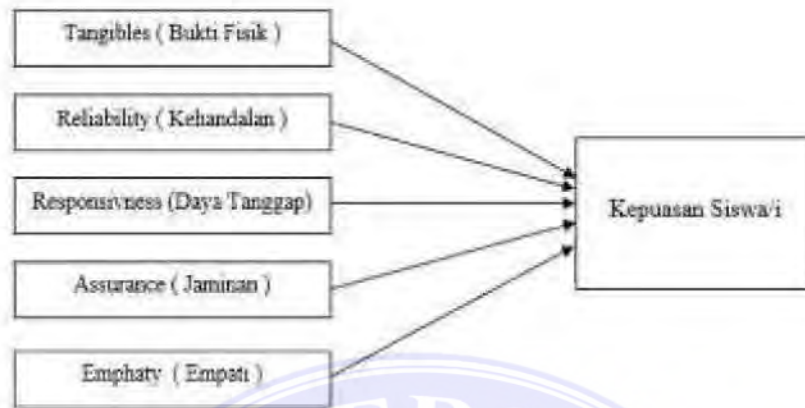 Tangibles ( Bukti Fisik )
Reliability ( Kehandalan )
Responsivness (Daya Tanggap)
Assurance ( Jaminan )
Emphaty ( Empati )
Kepuasan Siswa/i